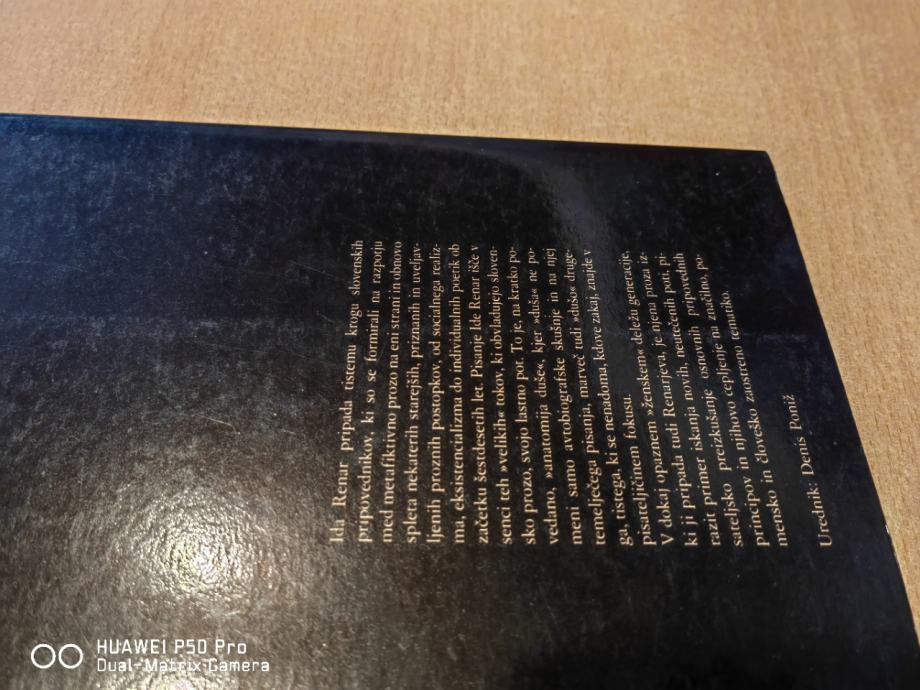 Ida Renar pripada tistemu krogu slovenskih
pripovednikov, ki so se formirali na razporju
med metafiktivno prozo na eni strani in obnovo
spleta nekaterih starejših, priznanih in uveljav-
ljenih proznih postopkov, od socialnega realiz-
ma, eksistencializma do individualnih poetik ob
začetku šestdesetih let. Pisanje Ide Renar išče v
senci teh »velikih« tokov, ki obvladujejo sloven-
sko prozo, svojo lastno pot. To je, na kratko po-
vedano, »anatomija duše«, kjer »duša« ne po-
meni samo avtobiografske skušnje in na njej
temelječega pisanja, marveč tudi »dušo« druge-
ga, tistega, ki se nenadoma, kdove zakaj, znajde v
pisateljičinem fokusu.
V dokaj opaznem »ženskem« deležu generacije,
ki ji pripada tudi Renarjeva, je njena proza iz-
razit primer iskanja novih, neutečenih poti, pi-
sateljsko preizkušanje osnovnih pripovednih
principov in njihovo cepljenje na značilno, po-
mensko in človeško zaostreno tematiko.
Urednik: Denis Poniž
HUAWEI P50 Pro
Dual-Matrix Camera